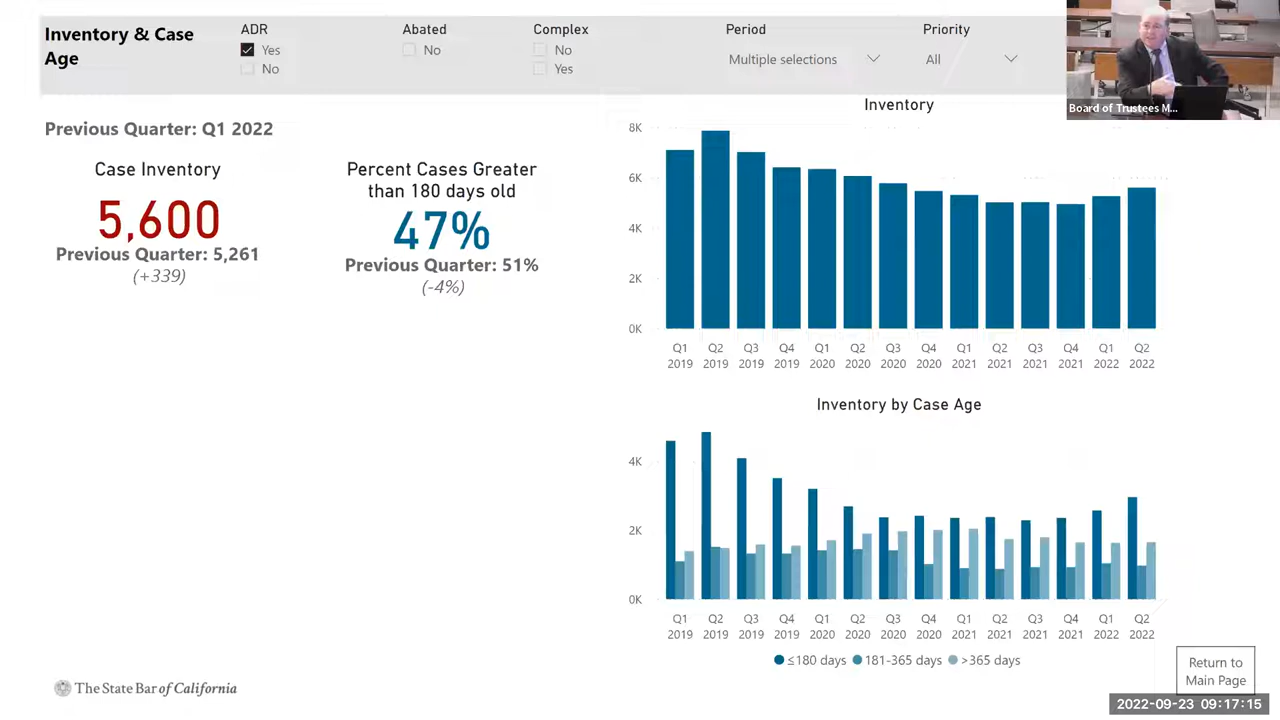 Inventory & Case
Age
ADR
Yes
No
Abated
No
Complex
No
Yes
Period
Multiple selections
Priority
All
Board of Trustees M...
Previous Quarter: Q1 2022
Case Inventory
5,600
Previous Quarter: 5,261
(+339)
Percent Cases Greater
than 180 days old
47%
Previous Quarter: 51%
(-4%)
Inventory
8K
6K
4K
2K
0K
Q1 Q2 Q3 Q4 Q1 Q2 Q3 Q4 Q1 Q2 Q3 Q4 Q1 Q2
2019 2019 2019 2019 2020 2020 2020 2020 2021 2021 2021 2021 2022 2022
Inventory by Case Age
4K
2K
0K
Q1 Q2 Q3 Q4 Q1 Q2 Q3 Q4 Q1 Q2 Q3 Q4 Q1 Q2
2019 2019 2019 2019 2020 2020 2020 2020 2021 2021 2021 2021 2022 2022
≤180 days 181-365 days >365 days
Return to
Main Page
The State Bar of California
2022-09-23 09:17:15